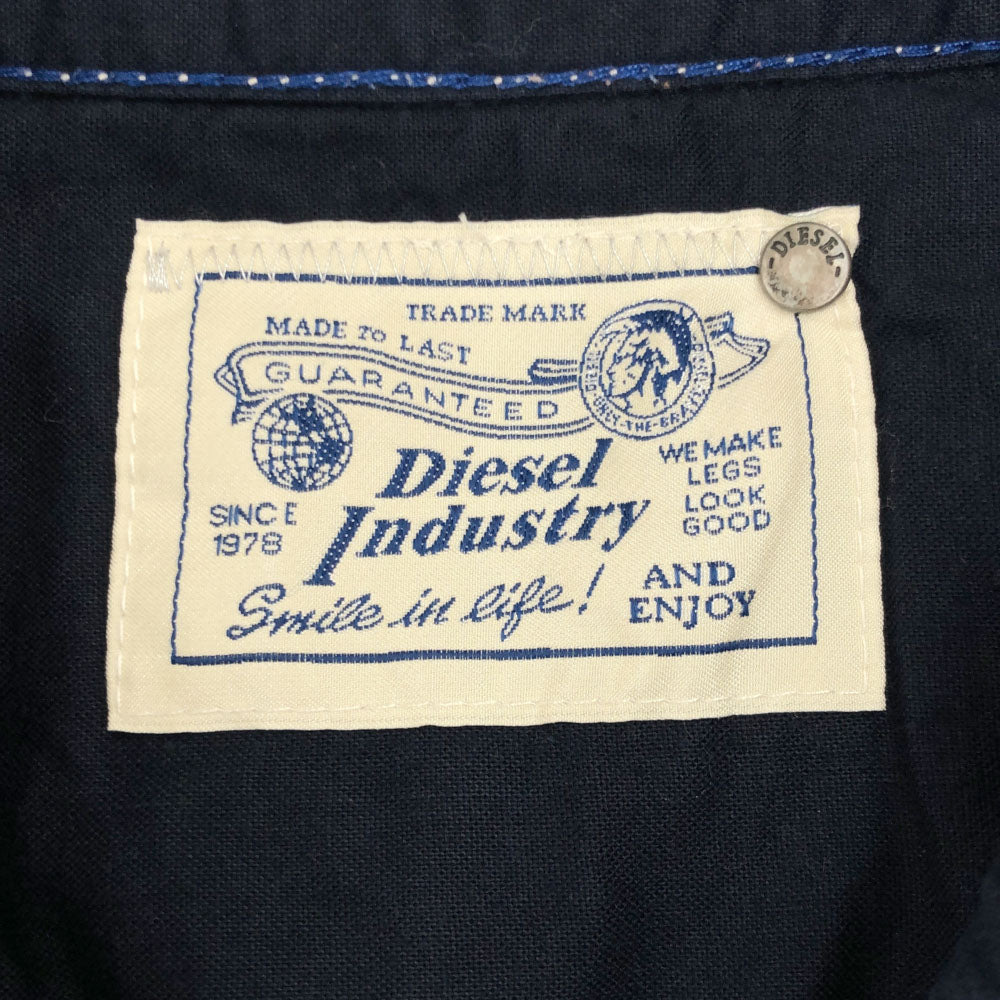 DIESEL
TRADE MARK
MADE TO LAST
GUARANTEED
SINCE
1978
Diesel
Industry
WE MAKE
LEGS
LOOK
GOOD
Smile in life!
AND
ENJOY